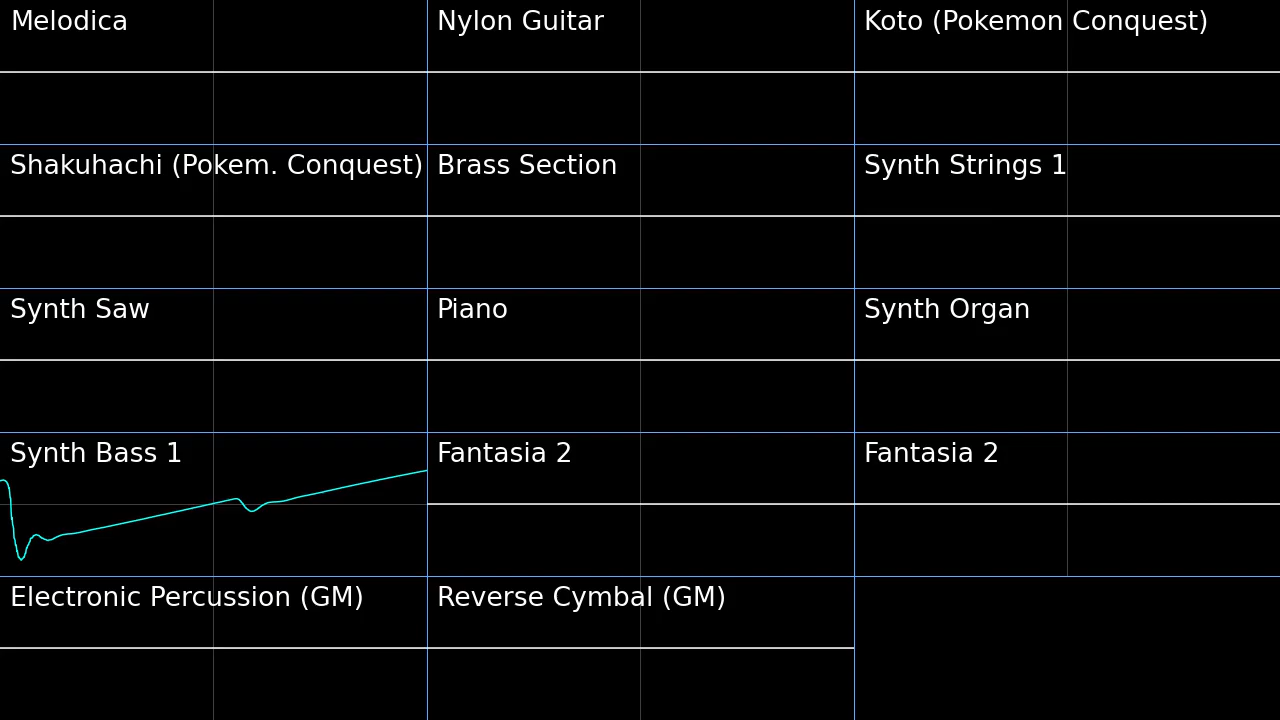 Melodica
Nylon Guitar
Koto (Pokemon Conquest)
Shakuhachi (Pokem. Conquest)
Brass Section
Synth Strings 1
Synth Saw
Piano
Synth Organ
Synth Bass 1
Fantasia 2
Fantasia 2
Electronic Percussion (GM)
Reverse Cymbal (GM)